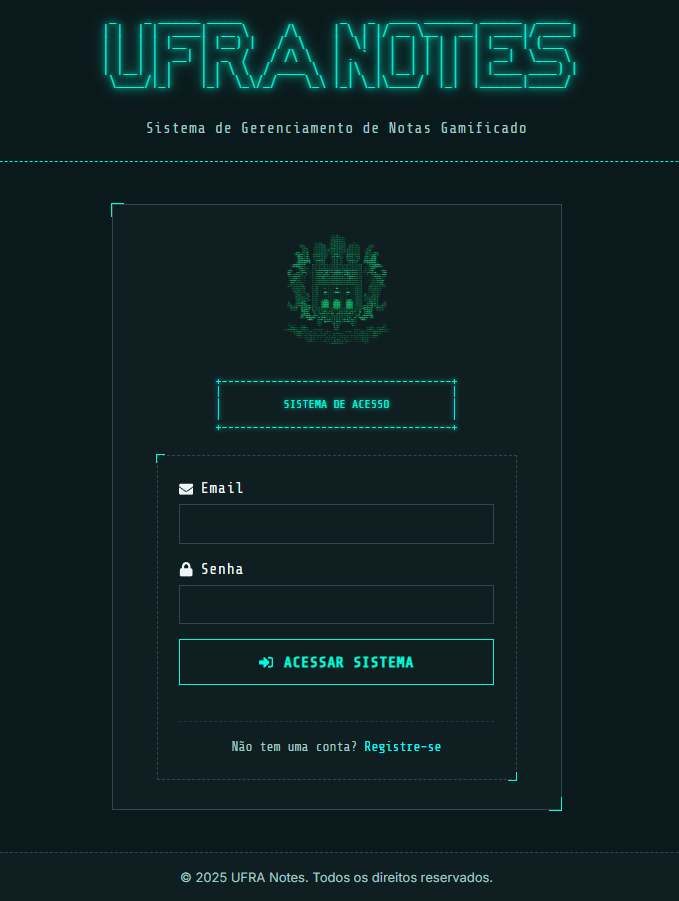 UFRA NOTES
Sistema de Gerenciamento de Notas Gamificado
SISTEMA DE ACESSO
Email
Senha
ACESSAR SISTEMA
Não tem uma conta? Registre-se
© 2025 UFRA Notes. Todos os direitos reservados.